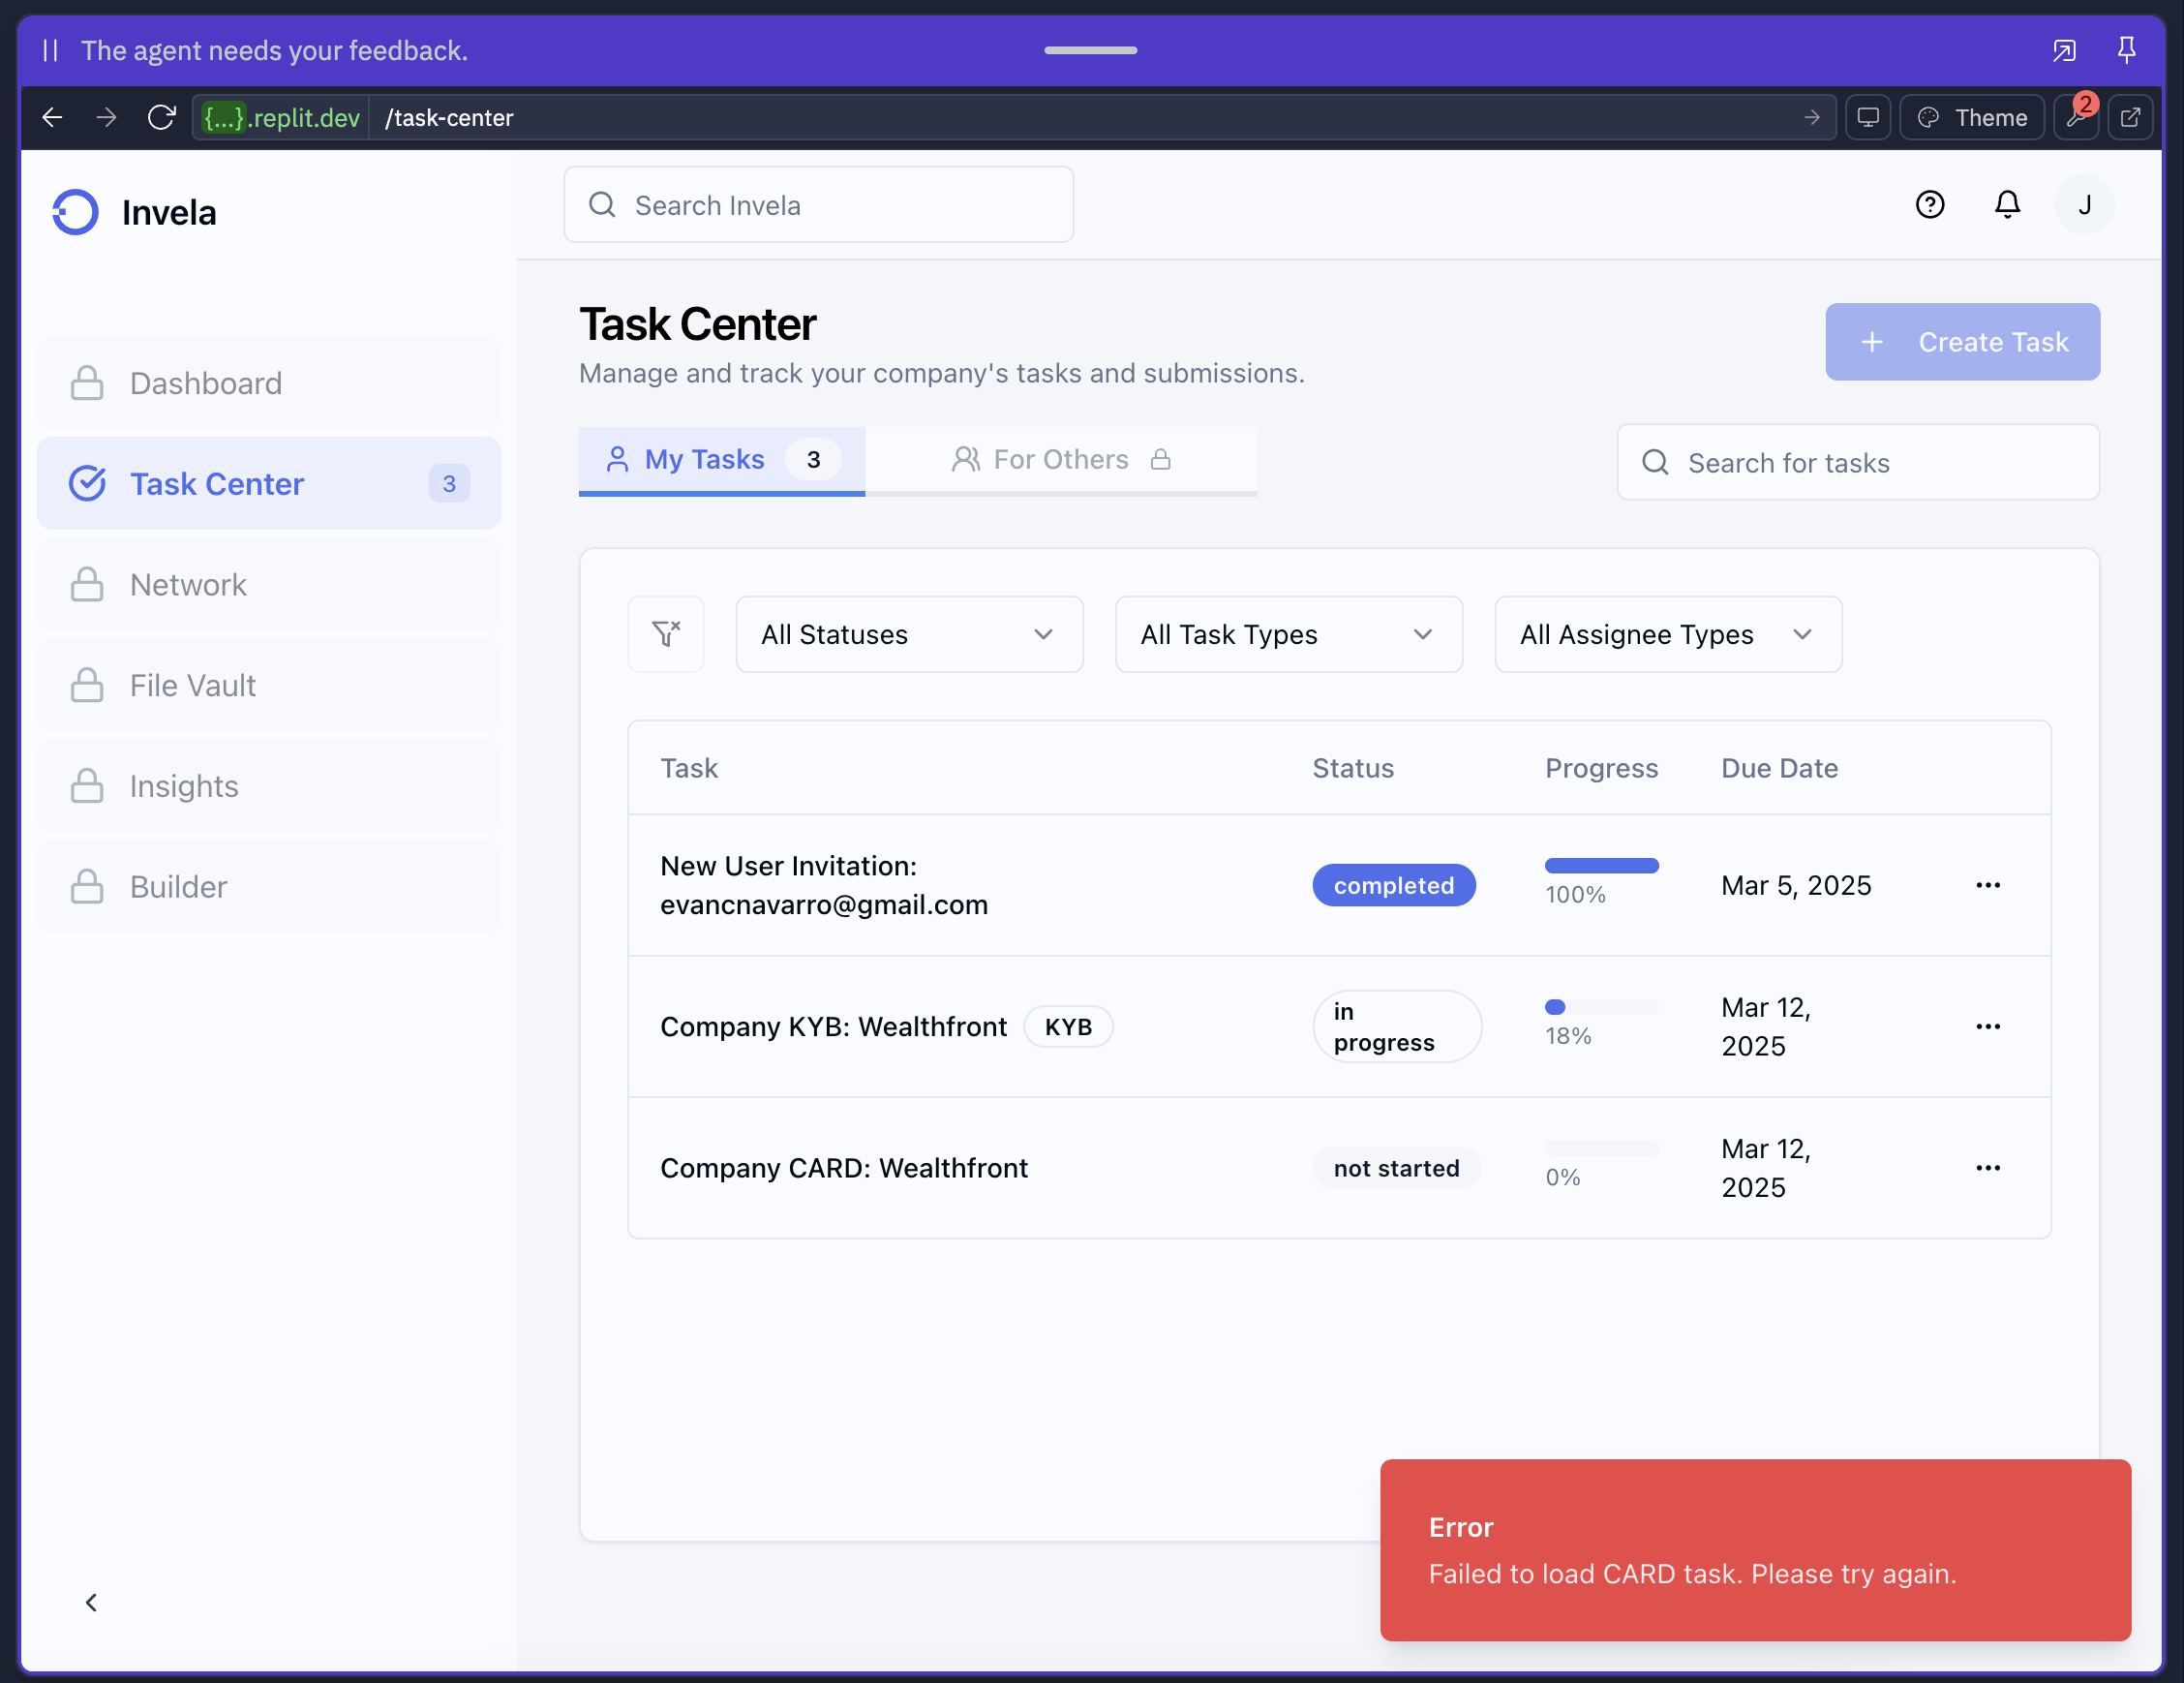 The agent needs your feedback.
{...}.replit.dev
/task-center
Theme
2
Invela
Search Invela
J
Dashboard
Task Center
3
Network
File Vault
Insights
Builder
Task Center
Manage and track your company's tasks and submissions.
Create Task
My Tasks
3
For Others
Search for tasks
All Statuses
All Task Types
All Assignee Types
Task
Status
Progress
Due Date
New User Invitation:
evancnavarro@gmail.com
completed
100%
Mar 5, 2025
Company KYB: Wealthfront
KYB
in
progress
18%
Mar 12,
2025
Company CARD: Wealthfront
not started
0%
Mar 12,
2025
Error
Failed to load CARD task. Please try again.